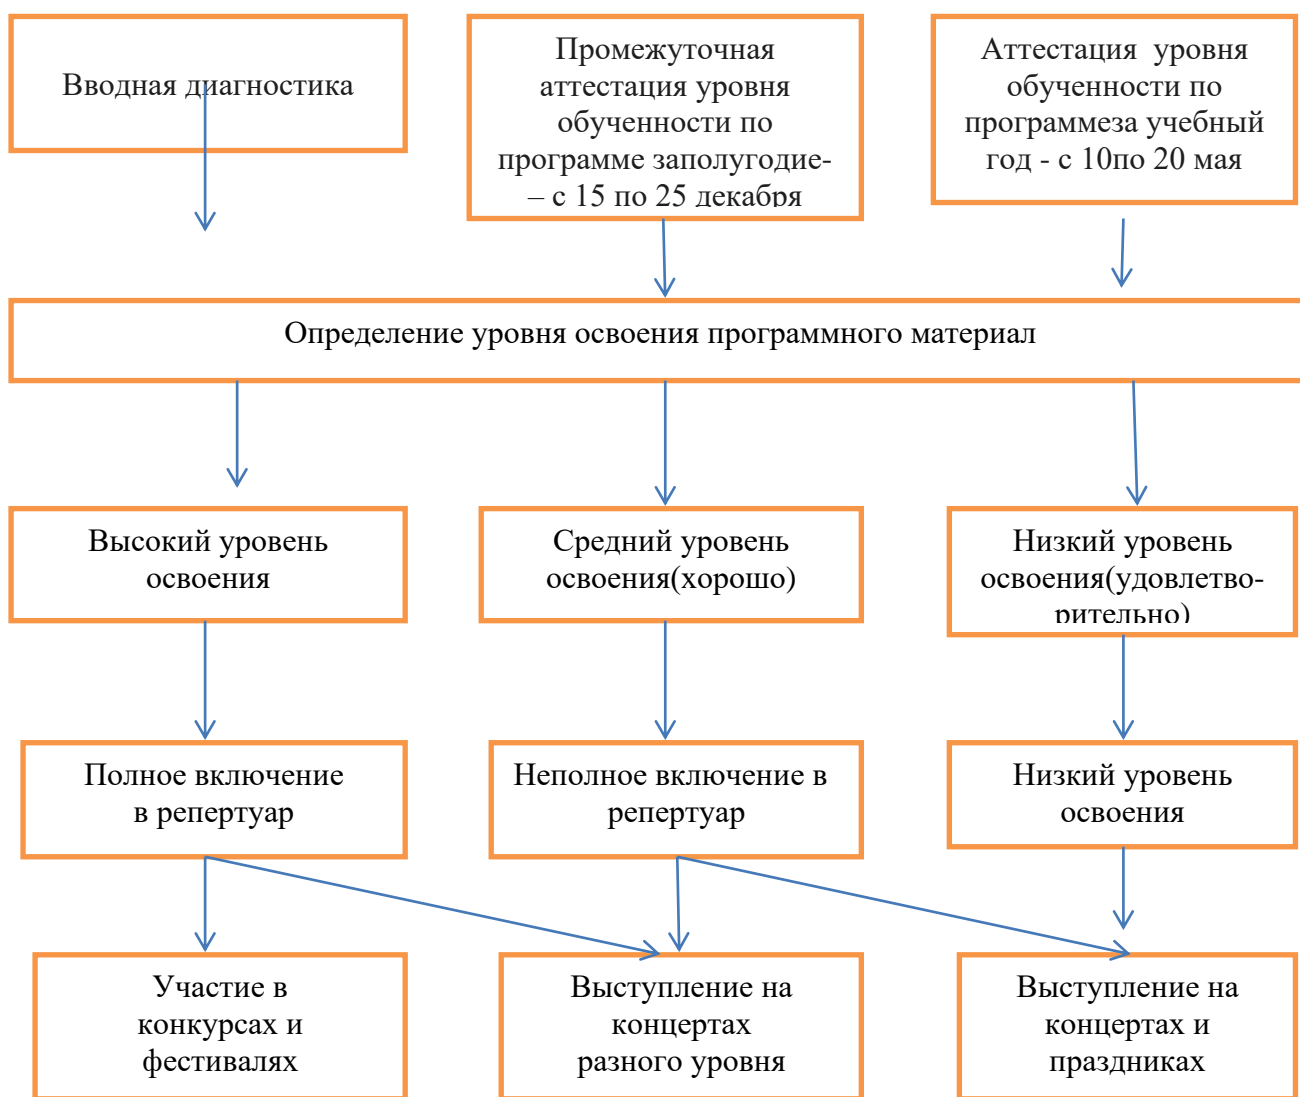 Вводная диагностика
Промежуточная
аттестация уровня
обученности по
программе заполугодие-
– с 15 по 25 декабря
Аттестация  уровня
обученности по
программеза учебный
год - с 10по 20 мая
Определение уровня освоения программного материал
Высокий уровень
освоения
Средний уровень
освоения(хорошо)
Низкий уровень
освоения(удовлетво-
рительно)
Полное включение
в репертуар
Неполное включение в
репертуар
Низкий уровень
освоения
Участие в
конкурсах и
фестивалях
Выступление на
концертах
разного уровня
Выступление на
концертах и
праздниках